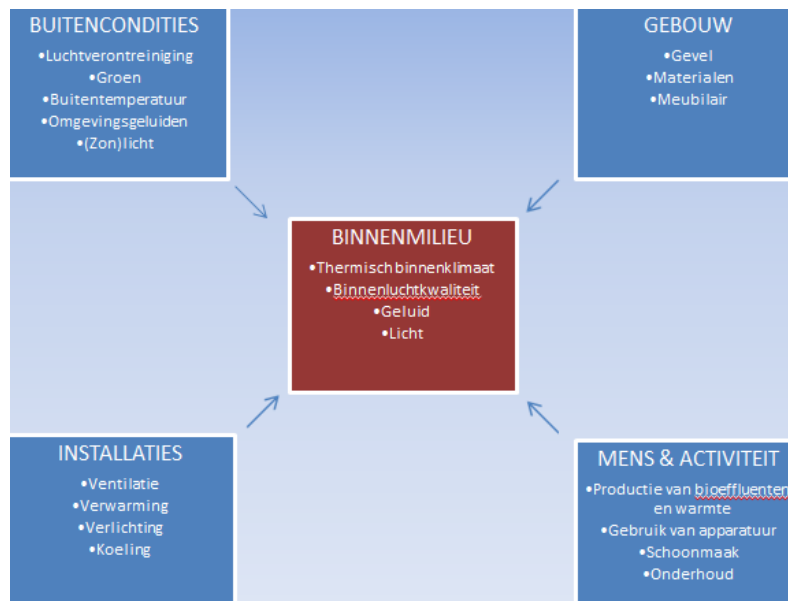 BUITENCONDITIES
•Luchtverontreiniging
•Groen
•Buitentemperatuur
•Omgevingsgeluiden
•(Zon)licht
GEBOUW
•Gevel
•Materialen
•Meubilair
BINNENMILIEU
•Thermisch binnenklimaat
•Binnenluchtkwaliteit
•Geluid
•Licht
INSTALLATIES
•Ventilatie
•Verwarming
•Verlichting
•Koeling
MENS & ACTIVITEIT
•Productie van bioeffluenten
en warmte
•Gebruik van apparatuur
•Schoonmaak
•Onderhoud